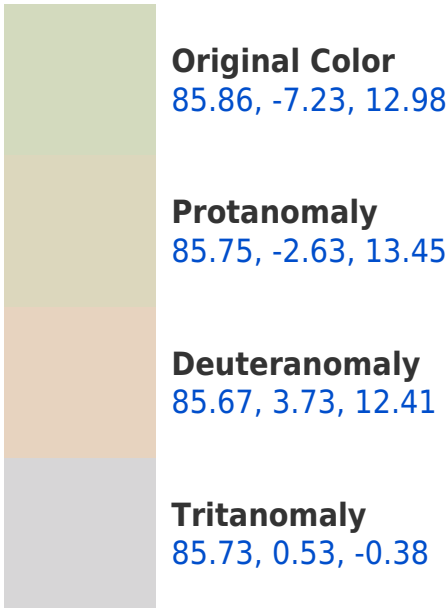 Original Color
85.86, -7.23, 12.98
Protanomaly
85.75, -2.63, 13.45
Deuteranomaly
85.67, 3.73, 12.41
Tritanomaly
85.73, 0.53, -0.38